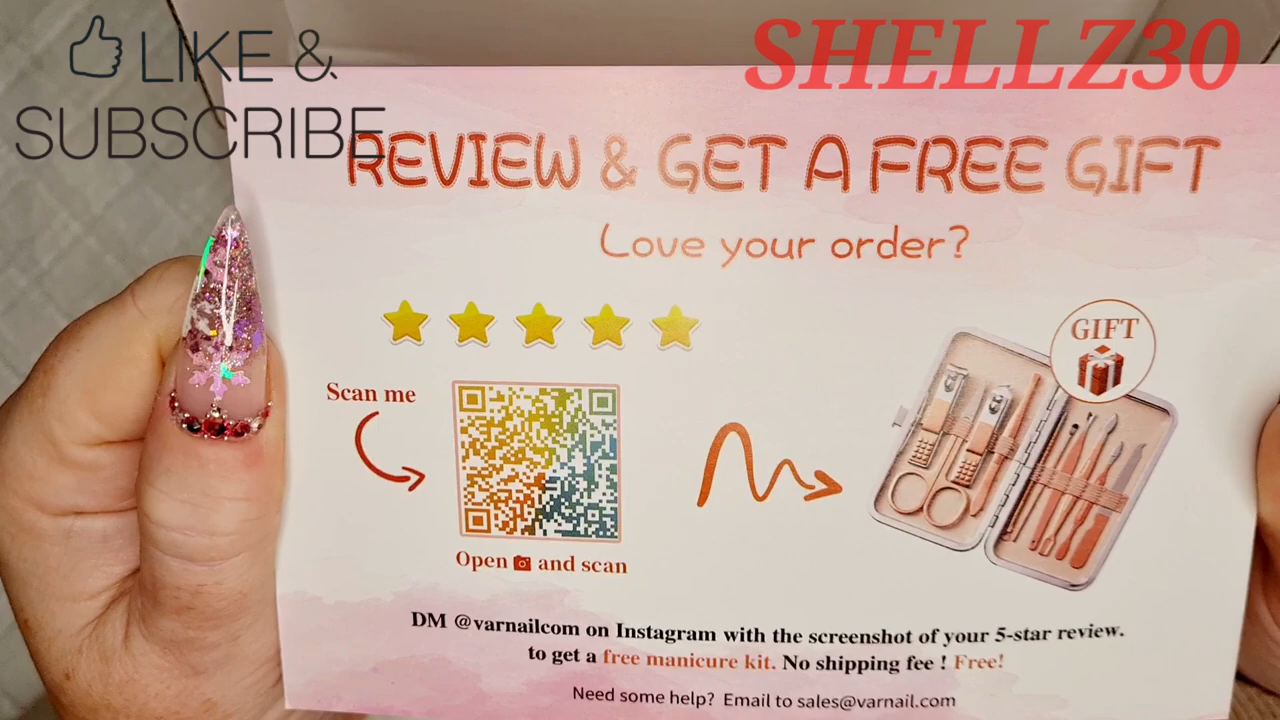 LIKE &
SUBSCRIBE
SHELLZ30
REVIEW & GET A FREE GIFT
Love your order?
GIFT
Scan me
Open and scan
DM @varnailcom on Instagram with the screenshot of your 5-star review.
to get a free manicure kit. No shipping fee ! Free!
Need some help? Email to sales@varnail.com